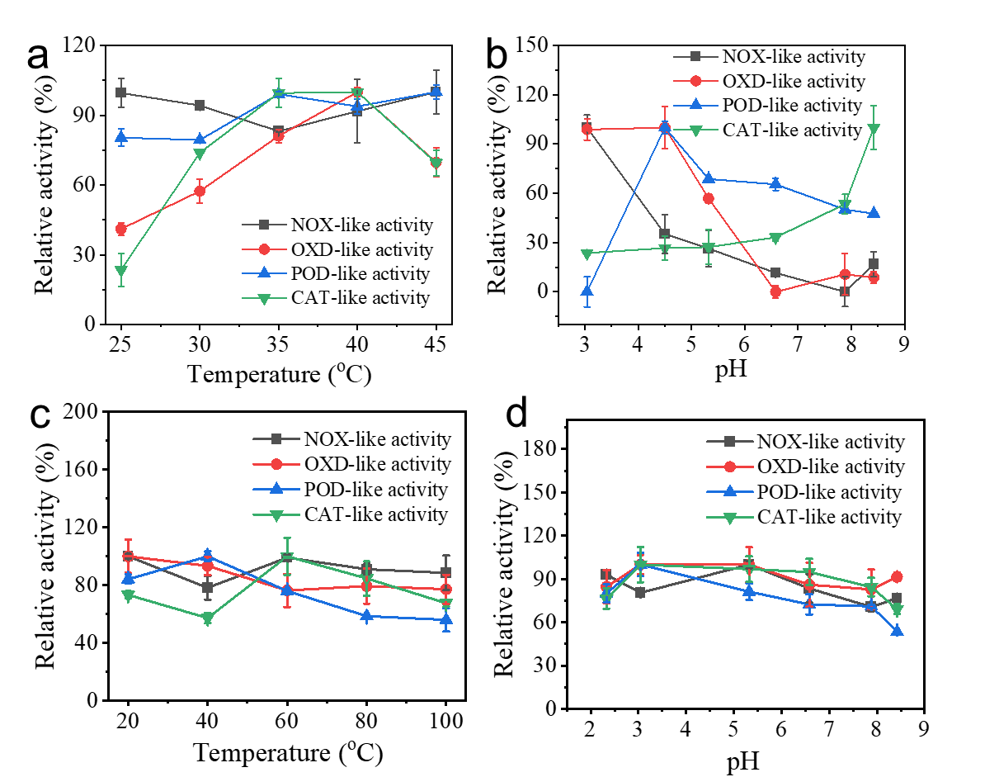 a
Relative activity (%)
120
90
60
30
0
NOX-like activity
OXD-like activity
POD-like activity
CAT-like activity
25 30 35 40 45
Temperature (oC)
b
Relative activity (%)
150
120
90
60
30
0
NOX-like activity
OXD-like activity
POD-like activity
CAT-like activity
3 4 5 6 7 8 9
pH
c
Relative activity (%)
200
160
120
80
40
0
NOX-like activity
OXD-like activity
POD-like activity
CAT-like activity
20 40 60 80 100
Temperature (oC)
d
Relative activity (%)
180
150
120
90
60
30
0
NOX-like activity
OXD-like activity
POD-like activity
CAT-like activity
2 3 4 5 6 7 8 9
pH